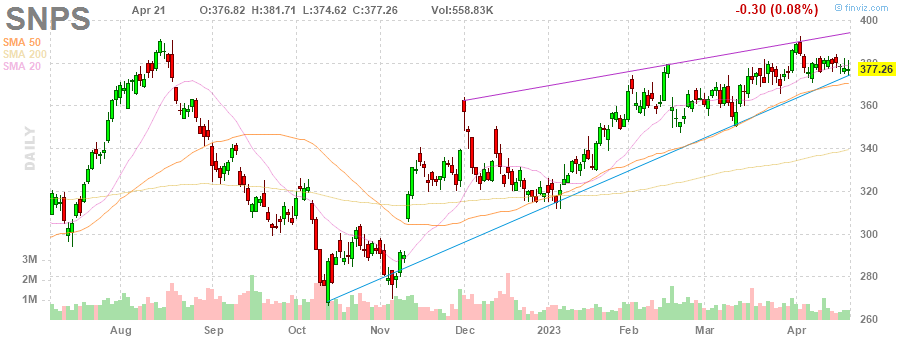 SNPS
Apr 21 O:376.82 H:381.71 L:374.62 C:377.26 Vol:558.83K -0.30 (0.08%) © finviz.com
SMA 50
SMA 200
SMA 20
DAILY
400
380
377.26
360
340
320
300
280
260
3M
2M
1M
Aug Sep Oct Nov Dec 2023 Feb Mar Apr